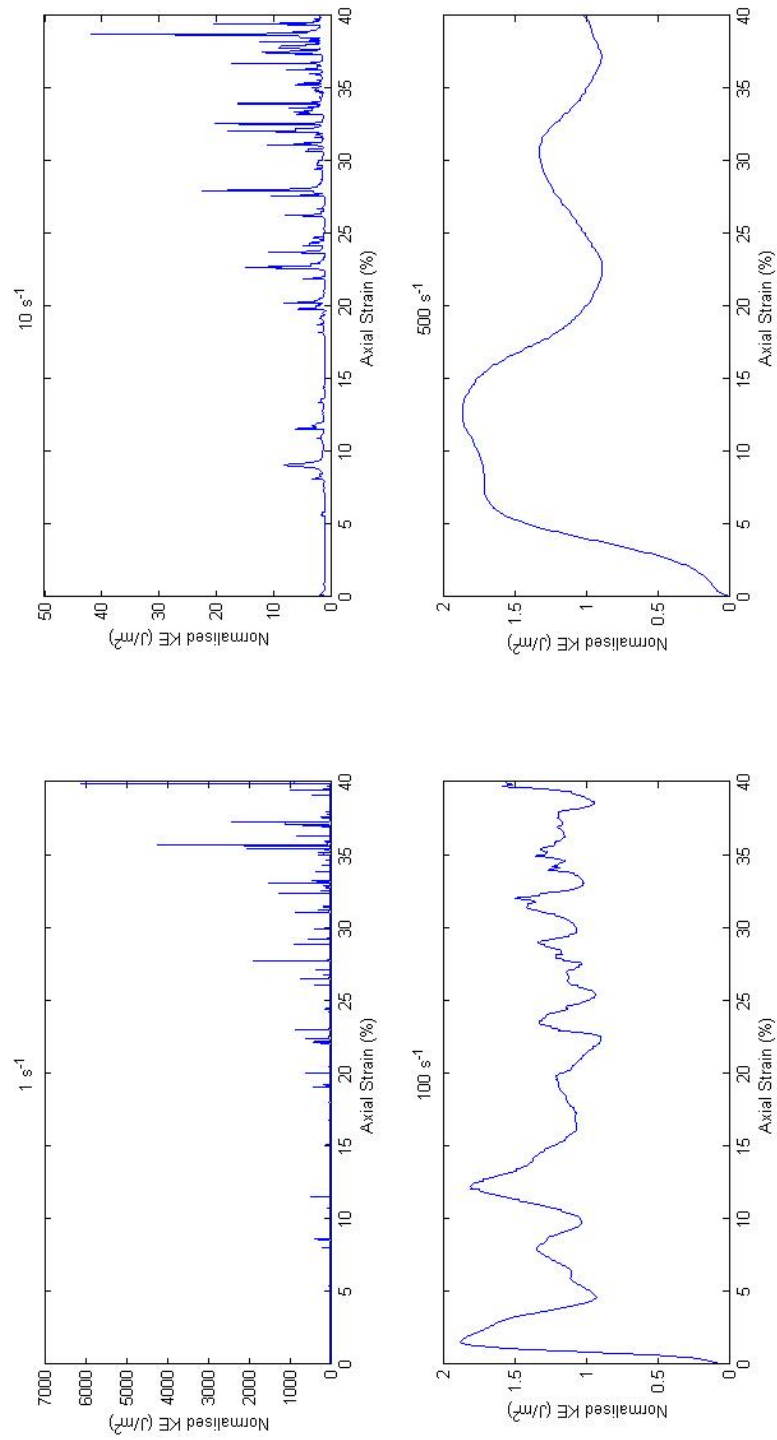 1 s⁻¹
7000
6000
5000
4000
3000
2000
1000
0
Normalised KE (J/m²)
0 5 10 15 20 25 30 35 40
Axial Strain (%)
10 s⁻¹
50
40
30
20
10
0
Normalised KE (J/m²)
0 5 10 15 20 25 30 35 40
Axial Strain (%)
100 s⁻¹
2
1.5
1
0.5
0
Normalised KE (J/m²)
0 5 10 15 20 25 30 35 40
Axial Strain (%)
500 s⁻¹
2
1.5
1
0.5
0
Normalised KE (J/m²)
0 5 10 15 20 25 30 35 40
Axial Strain (%)